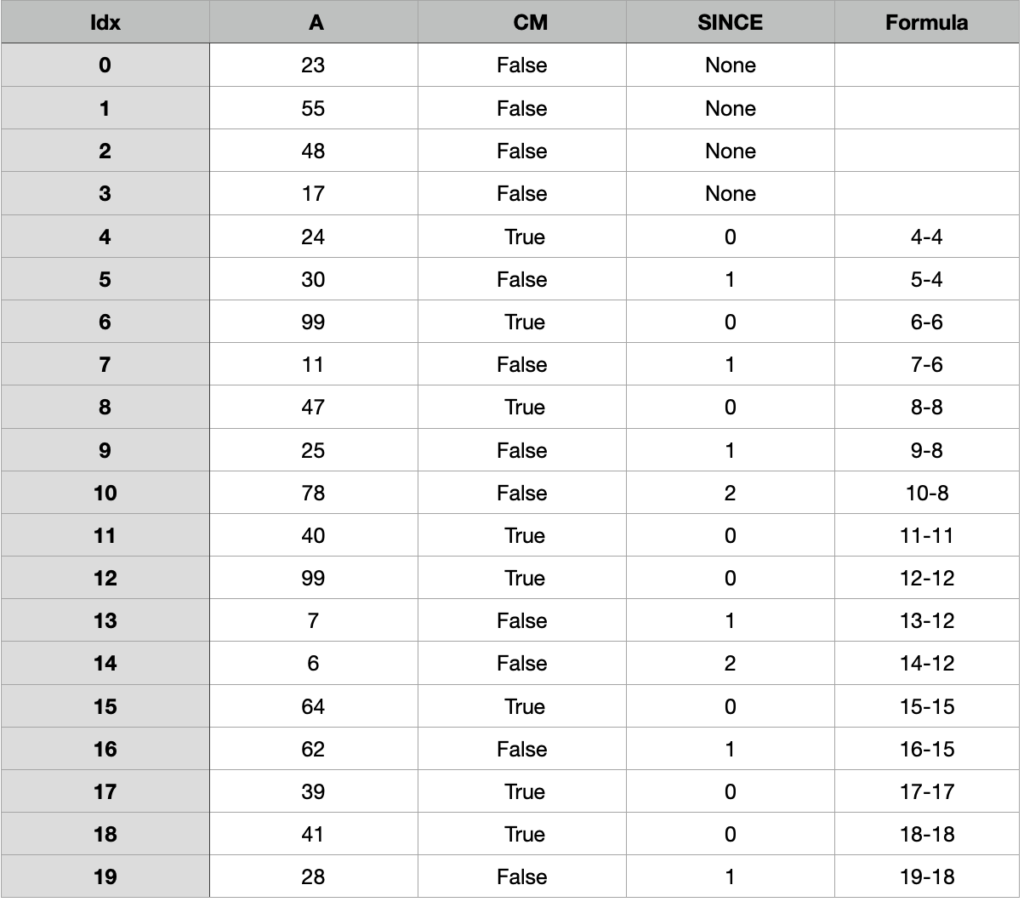 Idx A CM SINCE Formula
0 23 False None
1 55 False None
2 48 False None
3 17 False None
4 24 True 0 4-4
5 30 False 1 5-4
6 99 True 0 6-6
7 11 False 1 7-6
8 47 True 0 8-8
9 25 False 1 9-8
10 78 False 2 10-8
11 40 True 0 11-11
12 99 True 0 12-12
13 7 False 1 13-12
14 6 False 2 14-12
15 64 True 0 15-15
16 62 False 1 16-15
17 39 True 0 17-17
18 41 True 0 18-18
19 28 False 1 19-18